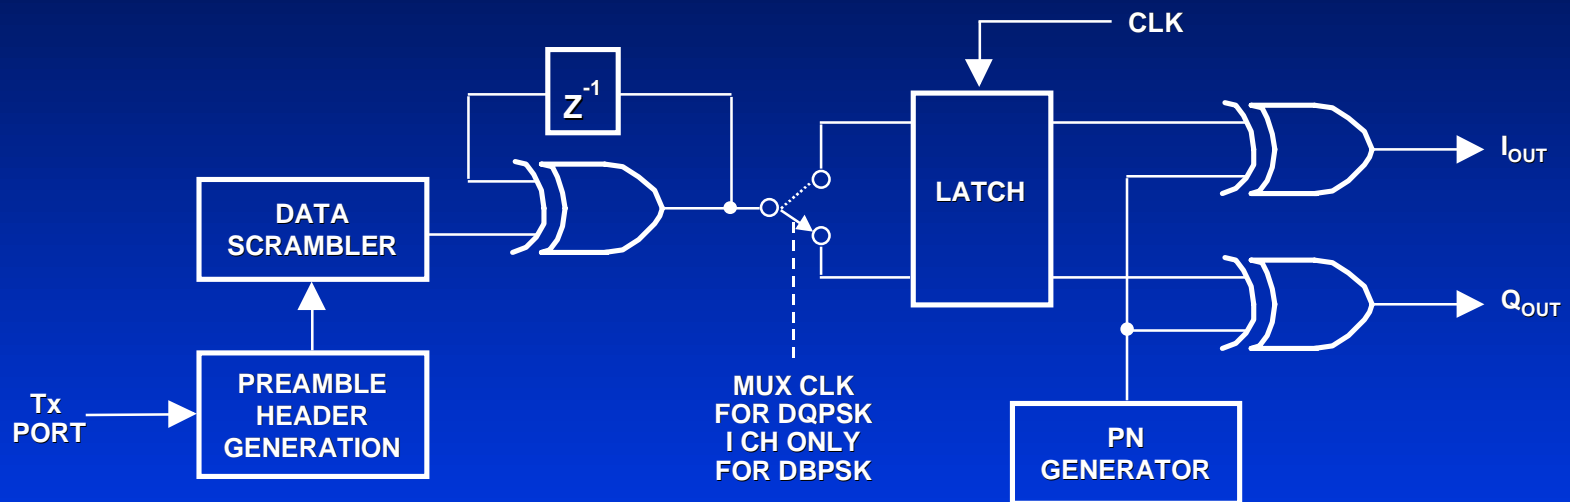 CLK
Z-1
DATA
SCRAMBLER
LATCH
IOUT
QOUT
PREAMBLE
HEADER
GENERATION
Tx
PORT
MUX CLK
FOR DQPSK
I CH ONLY
FOR DBPSK
PN
GENERATOR